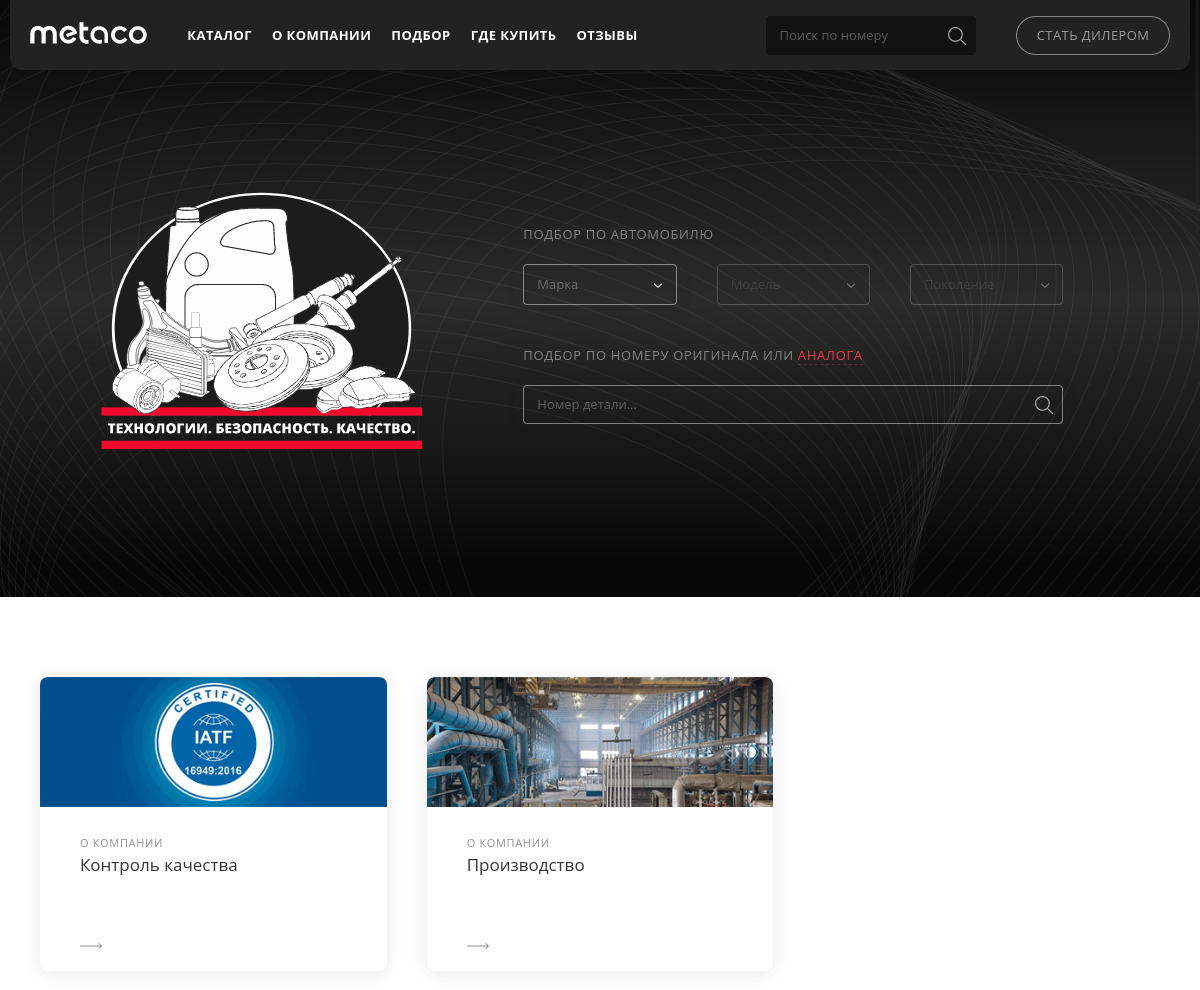 metaco
КАТАЛОГ
О КОМПАНИИ
ПОДБОР
ГДЕ КУПИТЬ
ОТЗЫВЫ
Поиск по номеру
СТАТЬ ДИЛЕРОМ
ТЕХНОЛОГИИ. БЕЗОПАСНОСТЬ. КАЧЕСТВО.
ПОДБОР ПО АВТОМОБИЛЮ
Марка
Модель
Поколение
ПОДБОР ПО НОМЕРУ ОРИГИНАЛА ИЛИ АНАЛОГА
Номер детали...
CERTIFIED
IATF
16949:2016
О КОМПАНИИ
Контроль качества
О КОМПАНИИ
Производство